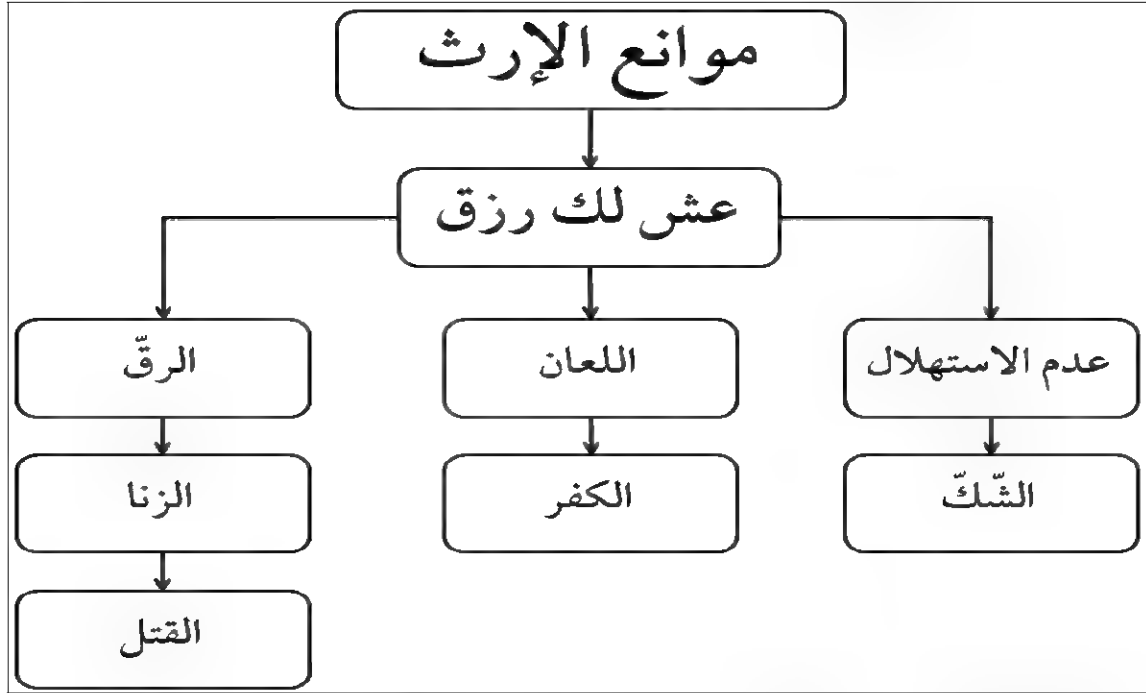 موانع الإرث
عش لك رزق
عدم الاستهلال
اللعان
الرقّ
الشّكّ
الكفر
الزنا
القتل